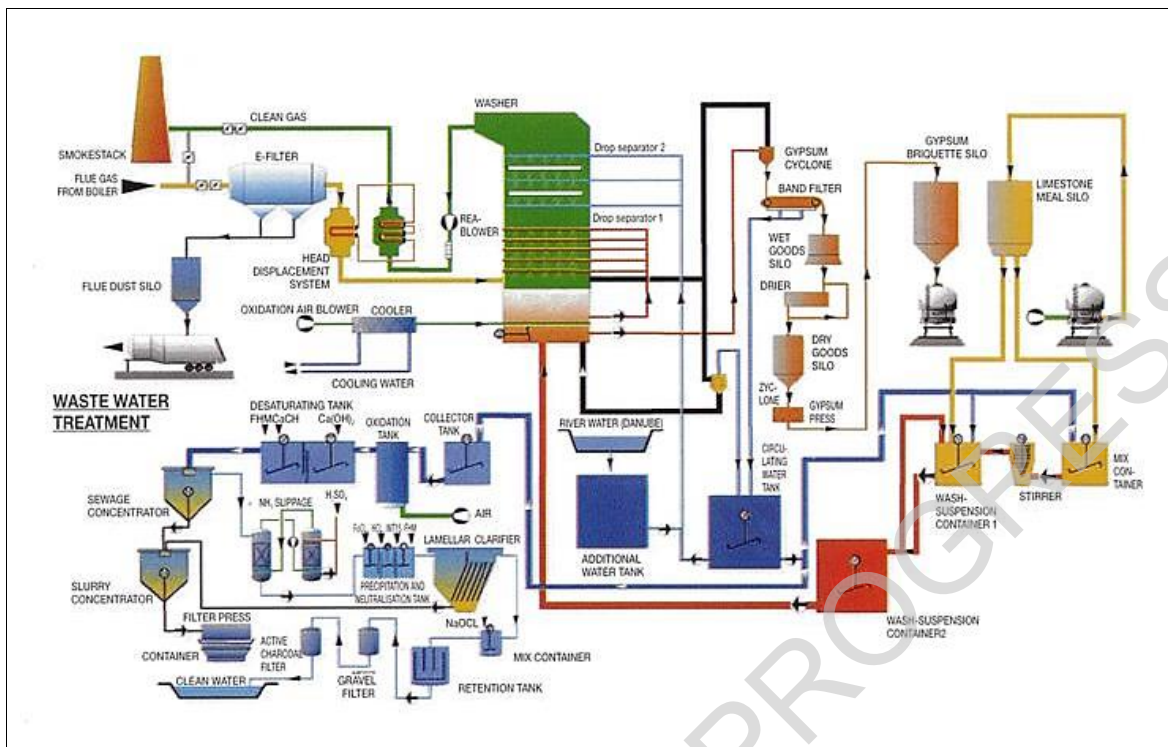 WASHER
CLEAN GAS
SMOKESTACK
E-FILTER
FLUE GAS
FROM BOILER
Drop separator 2
GYPSUM
CYCLONE
GYPSUM
BRIQUETTE SILO
LIMESTONE
MEAL SILO
BAND FILTER
REA-
BLOWER
Drop separator 1
WET
GOODS
SILO
HEAD
DISPLACEMENT
SYSTEM
FLUE DUST SILO
DRIER
OXIDATION AIR BLOWER
COOLER
DRY
GOODS
SILO
COOLING WATER
ZYC-
LONE
GYPSUM
PRESS
WASTE WATER
TREATMENT
DESATURATING TANK
FHMCaCH
Ca(OH)₂
OXIDATION
TANK
COLLECTOR
TANK
RIVER WATER (DANUBE)
CIRCU-
LATING
WATER
TANK
MIX
CON-
TAINER
STIRRER
WASH-
SUSPENSION
CONTAINER 1
SEWAGE
CONCENTRATOR
NH₃ SLIPPAGE
H₂SO₄
AIR
LAMELLAR CLARIFIER
ADDITIONAL
WATER TANK
PRECIPITATION AND
NEUTRALISATION TANK
SLURRY
CONCENTRATOR
FILTER PRESS
NaOCL
WASH-SUSPENSION
CONTAINER2
CONTAINER
ACTIVE
CHARCOAL
FILTER
MIX CONTAINER
CLEAN WATER
GRAVEL
FILTER
RETENTION TANK
PROGRESS